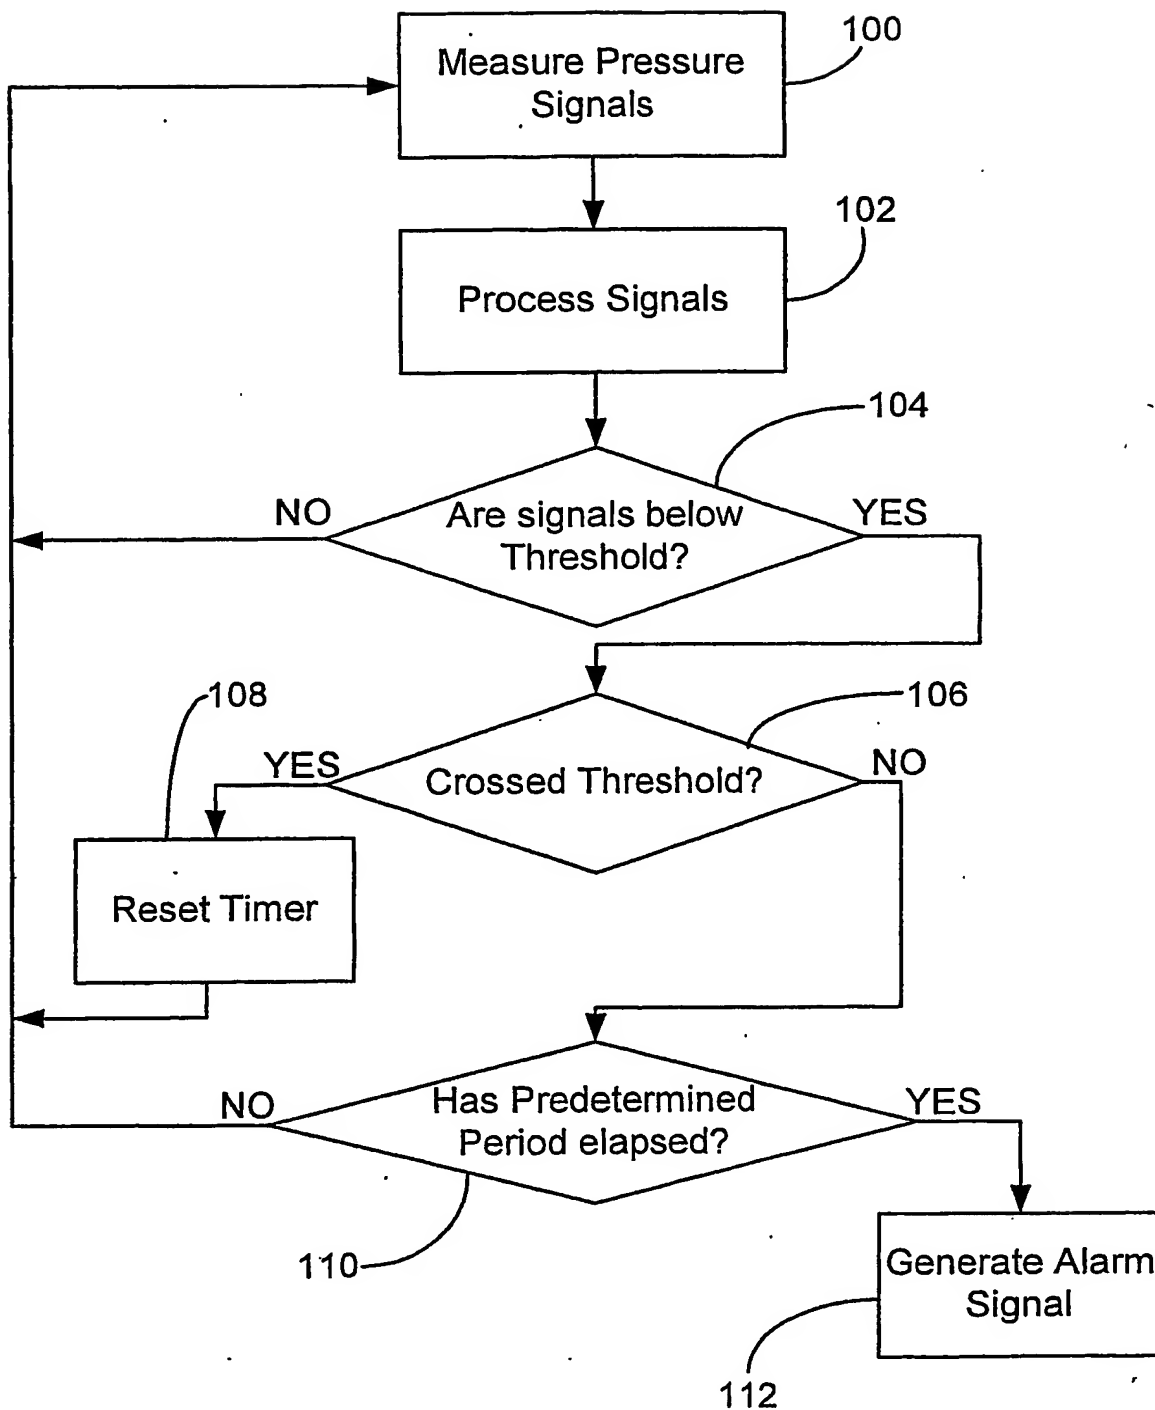 100
Measure Pressure
Signals
102
Process Signals
104
NO
Are signals below
Threshold?
YES
108
106
YES
Crossed Threshold?
NO
Reset Timer
NO
Has Predetermined
Period elapsed?
YES
110
Generate Alarm
Signal
112